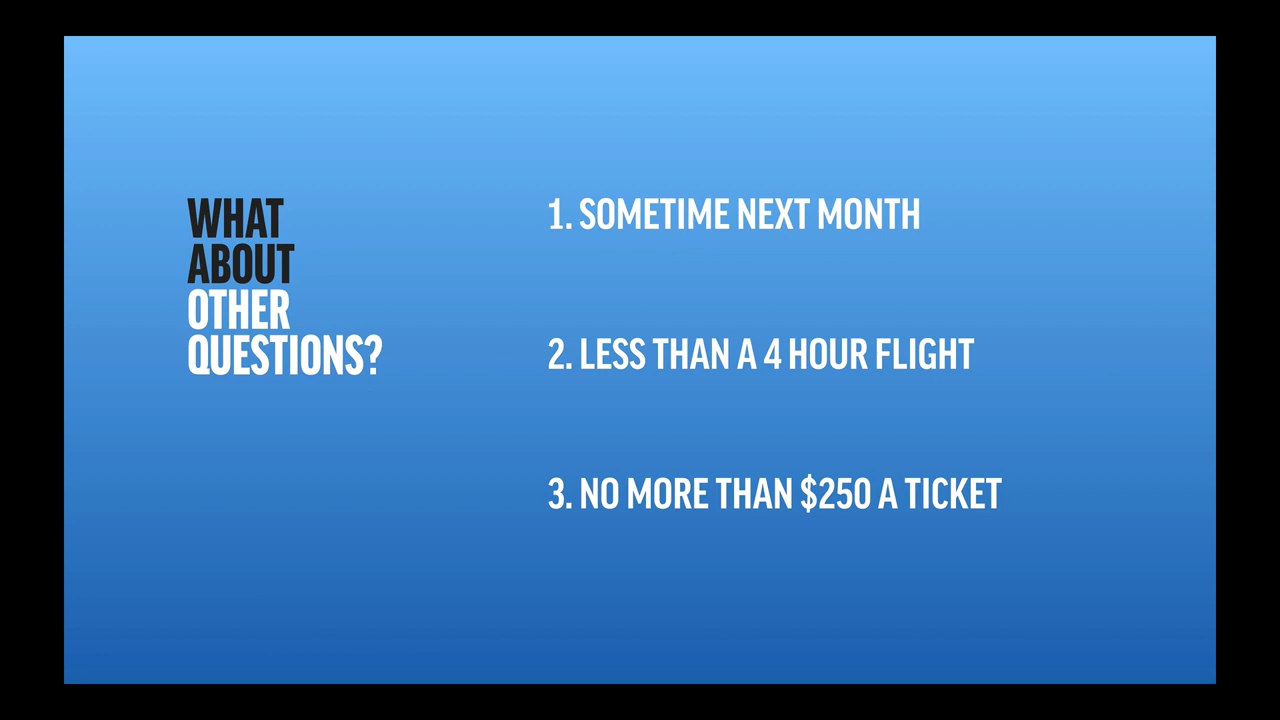 WHAT
ABOUT
OTHER
QUESTIONS?
1. SOMETIME NEXT MONTH
2. LESS THAN A 4 HOUR FLIGHT
3. NO MORE THAN $250 A TICKET